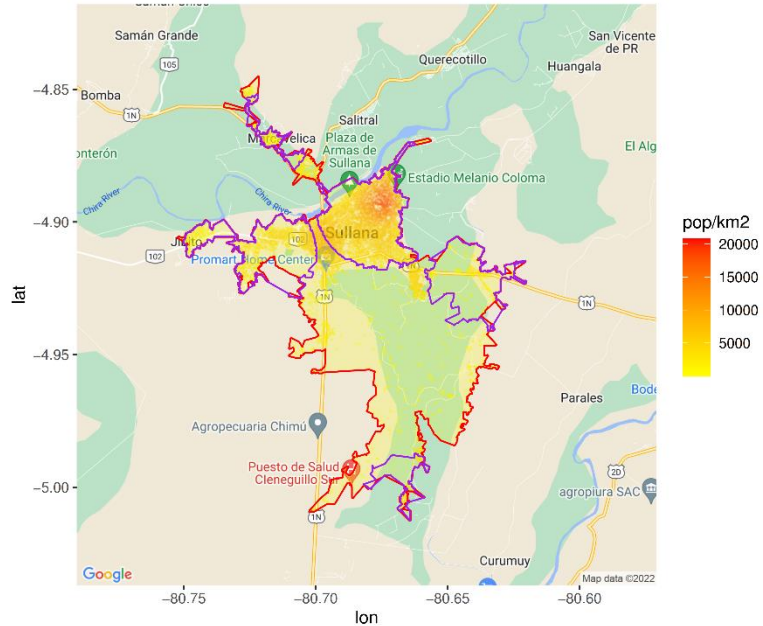 Samán Grande
San Vicente
de PR
105
Querecotillo
Huangala
−4.85
Bomba
1N
Salitral
Plaza de
Armas de
Sullana
El Alg
Estadio Melanio Coloma
Chira River
Chira River
pop/km2
20000
15000
10000
5000
−4.90
Sullana
102
102
Promart Home Center
1N
1N
lat
−4.95
Parales
Bode
Agropecuaria Chimú
Puesto de Salud
Cieneguillo Sur
2D
−5.00
agropiura SAC
1N
Curumuy
Google
Map data ©2022
−80.75
−80.70
−80.65
−80.60
lon